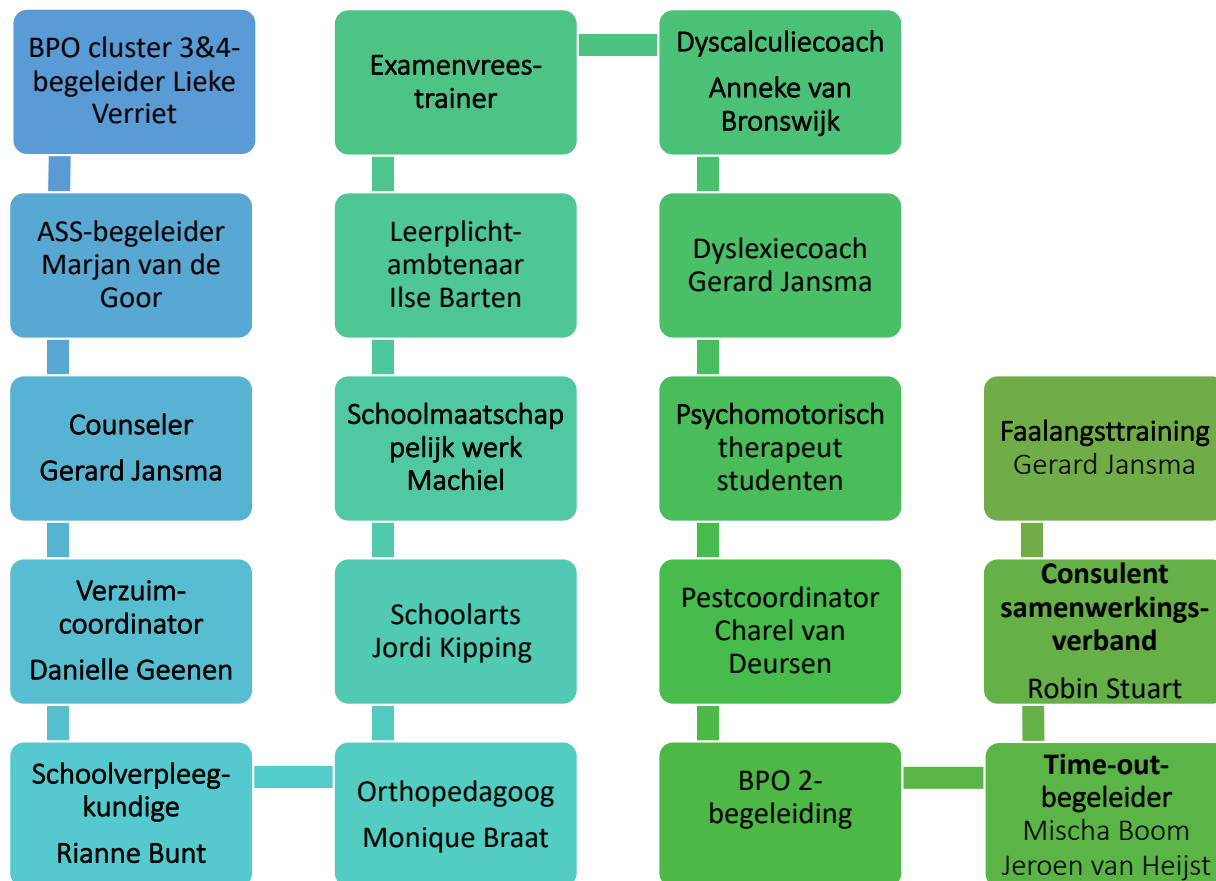 BPO cluster 3&4-
begeleider Lieke
Verriet
ASS-begeleider
Marjan van de
Goor
Counseler
Gerard Jansma
Verzuim-
coordinator
Danielle Geenen
Schoolverpleeg-
kundige
Rianne Bunt
Orthopedagoog
Monique Braat
Schoolarts
Jordi Kipping
Schoolmaatschap
pelijk werk
Machiel
Leerplicht-
ambtenaar
Ilse Barten
Examenvrees-
trainer
Dyscalculiecoach
Anneke van
Bronswijk
Dyslexiecoach
Gerard Jansma
Psychomotorisch
therapeut
studenten
Pestcoordinator
Charel van
Deursen
BPO 2-
begeleiding
Time-out-
begeleider
Mischa Boom
Jeroen van Heijst
Consulent
samenwerkings-
verband
Robin Stuart
Faalangsttraining
Gerard Jansma